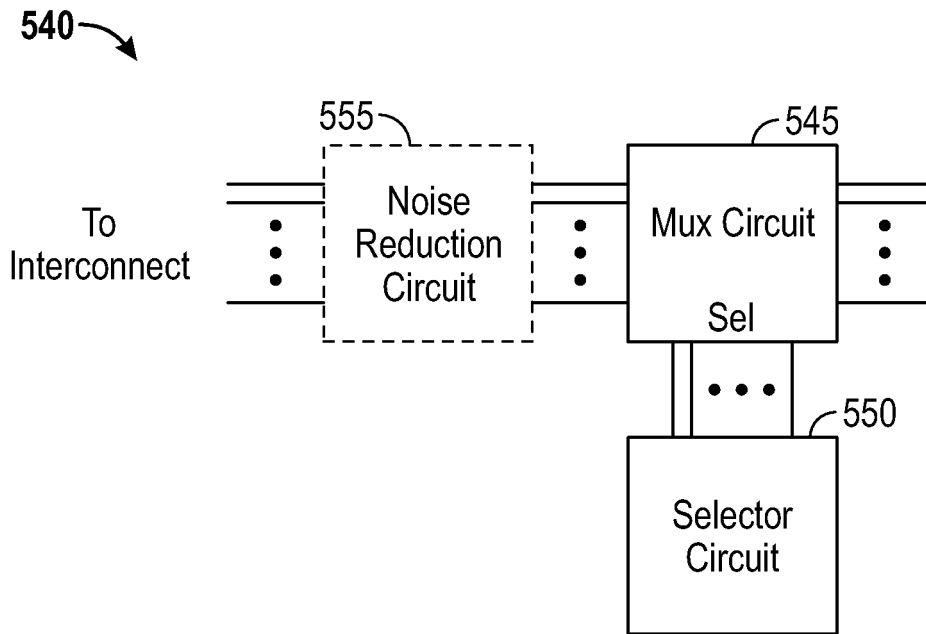 540
555
545
To
Interconnect
Noise
Reduction
Circuit
Mux Circuit
Sel
550
Selector
Circuit